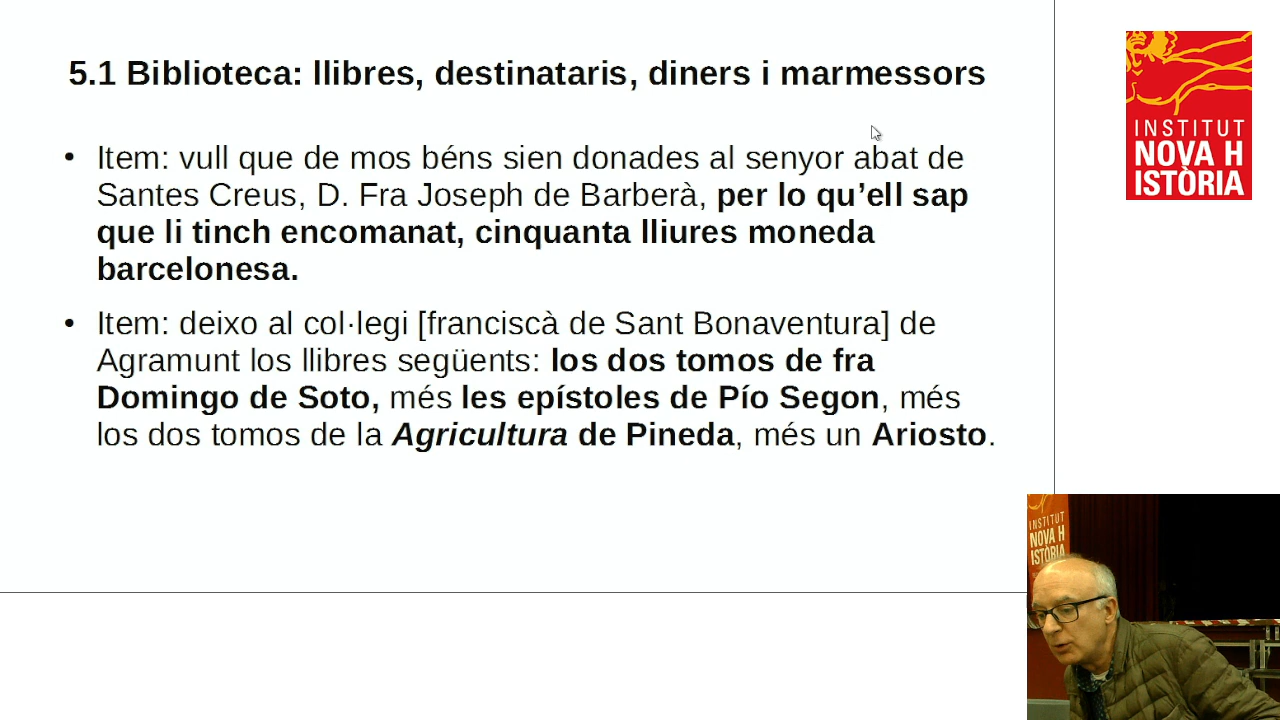 5.1 Biblioteca: llibres, destinataris, diners i marmessors
• Item: vull que de mos béns sien donades al senyor abat de
Santes Creus, D. Fra Joseph de Barberà, per lo qu’ell sap
que li tinch encomanat, cinquanta lliures moneda
barcelonesa.
• Item: deixo al col·legi [franciscà de Sant Bonaventura] de
Agramunt los llibres següents: los dos tomos de fra
Domingo de Soto, més les epístoles de Pío Segon, més
los dos tomos de la Agricultura de Pineda, més un Ariosto.
INSTITUT
NOVA H
ISTÒRIA
INSTITUT
NOVA H
ISTÒRIA